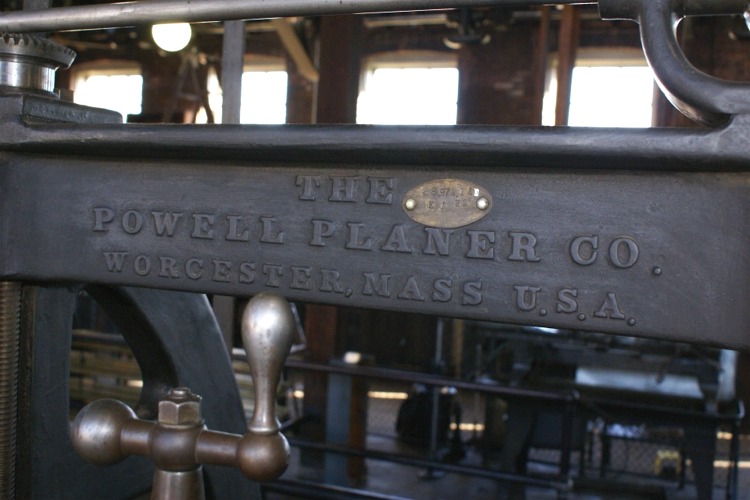 THE
POWELL PLANER CO.
WORCESTER, MASS U.S.A.